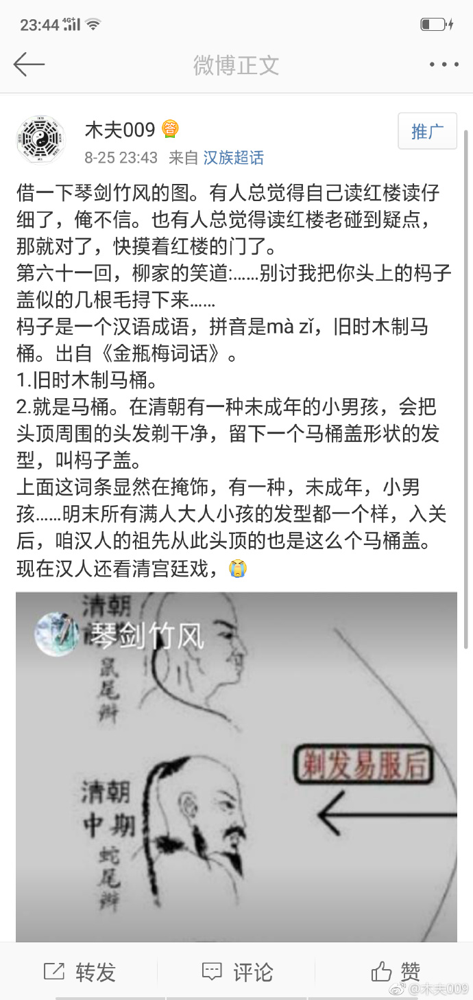 23:44 4G+
微博正文
木夫009 答
推广
8-25 23:43 来自 汉族超话
借一下琴剑竹风的图。有人总觉得自己读红楼读仔
细了，俺不信。也有人总觉得读红楼老碰到疑点，
那就对了，快摸着红楼的门了。
第六十一回，柳家的笑道:……别讨我把你头上的杩子
盖似的几根毛挦下来……
杩子是一个汉语成语，拼音是mà zǐ，旧时木制马
桶。出自《金瓶梅词话》。
1.旧时木制马桶。
2.就是马桶。在清朝有一种未成年的小男孩，会把
头顶周围的头发剃干净，留下一个马桶盖形状的发
型，叫杩子盖。
上面这词条显然在掩饰，有一种，未成年，小男
孩……明末所有满人大人小孩的发型都一个样，入关
后，咱汉人的祖先从此头顶的也是这么个马桶盖。
现在汉人还看清宫廷戏，
清朝
琴剑竹风
鼠尾辫
剃发易服后
清朝
中期
蛇尾辫
转发
评论
赞
@木夫009